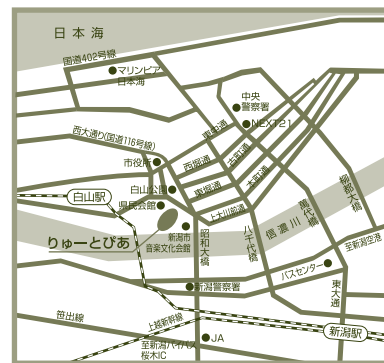 日本海
国道402号線
マリンピア
日本海
中央
警察署
NEXT21
西大通り(国道116号線)
東中通
西堀通
古町通
市役所
東堀通
本町通
白山公園
白山駅
県民会館
上大川前通
柳都大橋
萬代橋
信濃川
りゅーとぴあ
新潟市
音楽文化会館
昭和大橋
八千代橋
至新潟空港
バスセンター
東大通
新潟警察署
笹出線
上越新幹線
新潟駅
至新潟バイパス
桜木IC
JA